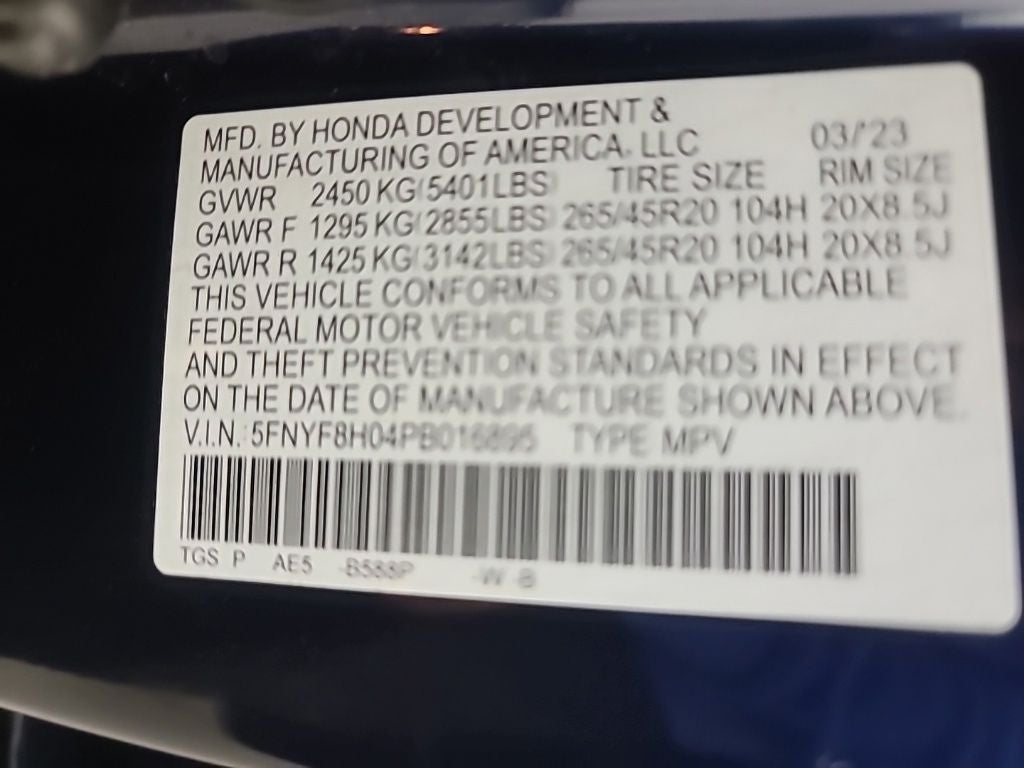 MFD. BY HONDA DEVELOPMENT &
MANUFACTURING OF AMERICA, LLC 03/'23
GVWR 2450 KG(5401LBS) TIRE SIZE RIM SIZE
GAWR F 1295 KG(2855LBS) 265/45R20 104H 20X8.5J
GAWR R 1425 KG(3142LBS) 265/45R20 104H 20X8.5J
THIS VEHICLE CONFORMS TO ALL APPLICABLE
FEDERAL MOTOR VEHICLE SAFETY
AND THEFT PREVENTION STANDARDS IN EFFECT
ON THE DATE OF MANUFACTURE SHOWN ABOVE.
V.I.N.: TYPE MPV
TGS P AE5 -B588P -W -B